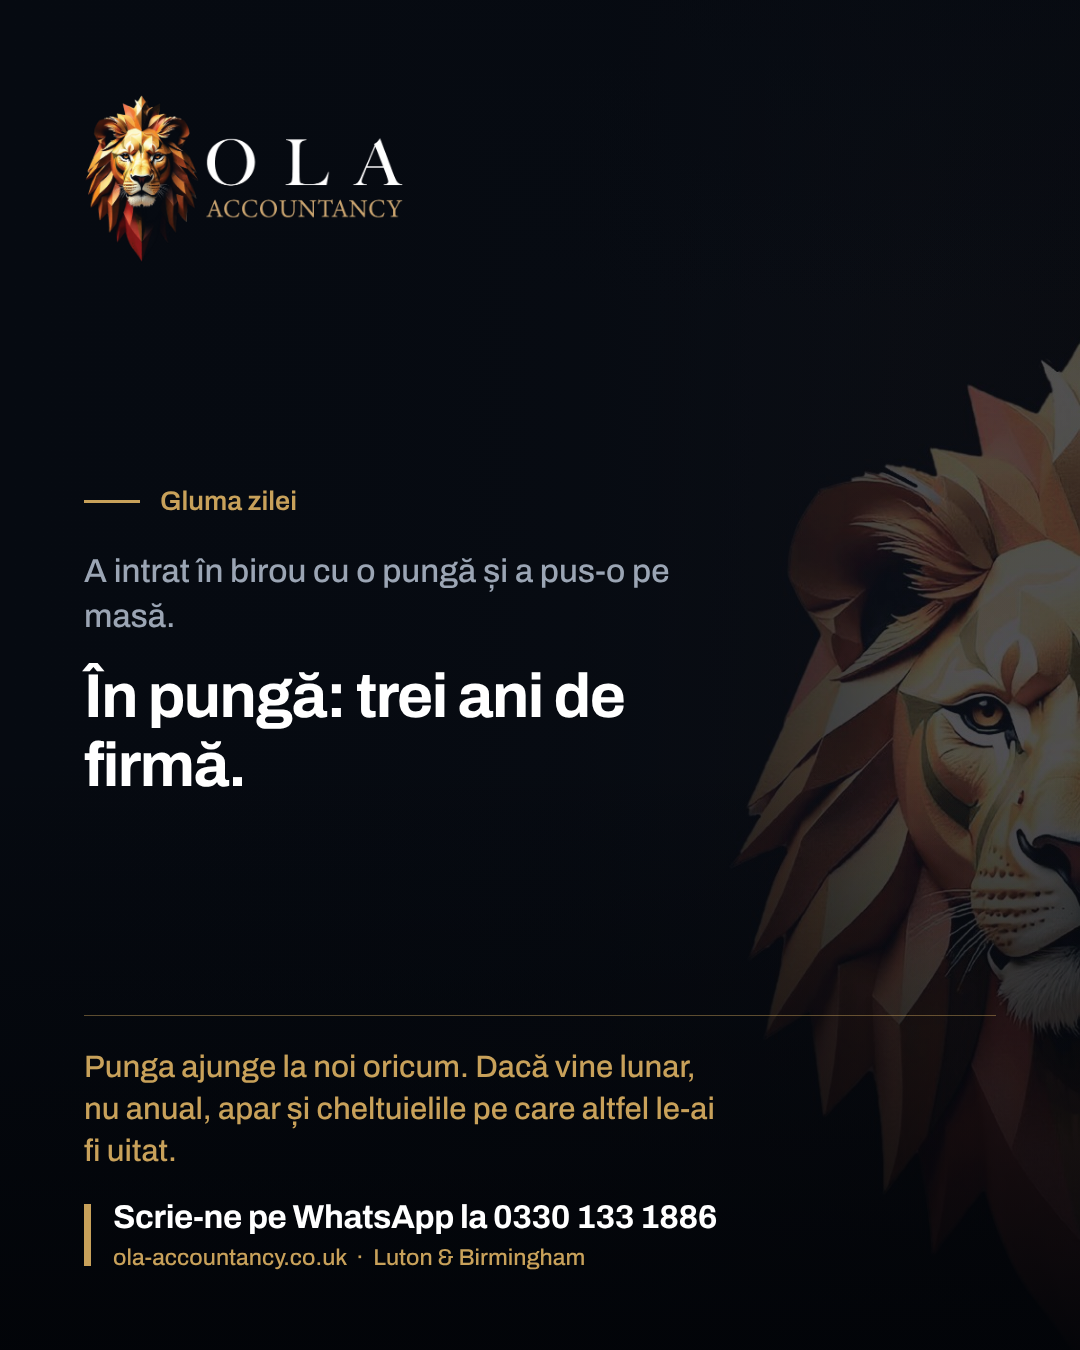 OLA
ACCOUNTANCY
Gluma zilei
A intrat în birou cu o pungă și a pus-o pe
masă.
În pungă: trei ani de
firmă.
Punga ajunge la noi oricum. Dacă vine lunar,
nu anual, apar și cheltuielile pe care altfel le-ai
fi uitat.
Scrie-ne pe WhatsApp la 0330 133 1886
ola-accountancy.co.uk · Luton & Birmingham